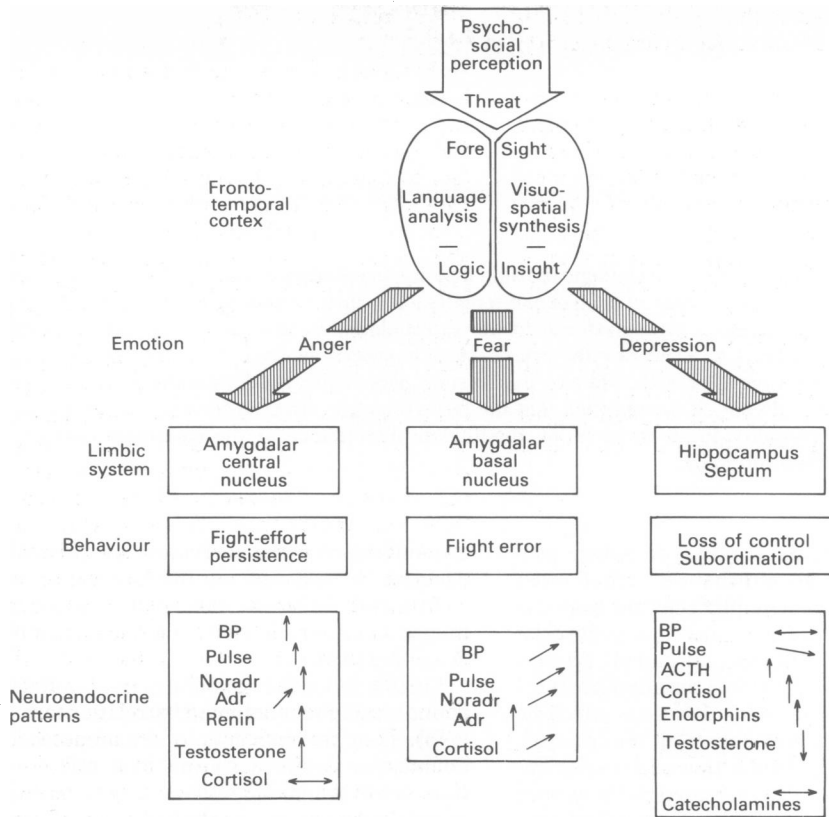 Psycho-
social
perception
Threat
Fore Sight
Fronto-
temporal
cortex
Language
analysis
—
Logic
Visuo-
spatial
synthesis
—
Insight
Emotion Anger Fear Depression
Limbic
system
Amygdalar
central
nucleus
Amygdalar
basal
nucleus
Hippocampus
Septum
Behaviour
Fight-effort
persistence
Flight error
Loss of control
Subordination
Neuroendocrine
patterns
BP
Pulse
Noradr
Adr
Renin
Testosterone
Cortisol
BP
Pulse
Noradr
Adr
Cortisol
BP
Pulse
ACTH
Cortisol
Endorphins
Testosterone
Catecholamines